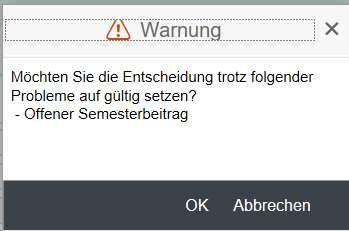 Warnung
Möchten Sie die Entscheidung trotz folgender
Probleme auf gültig setzen?
- Offener Semesterbeitrag
OK Abbrechen